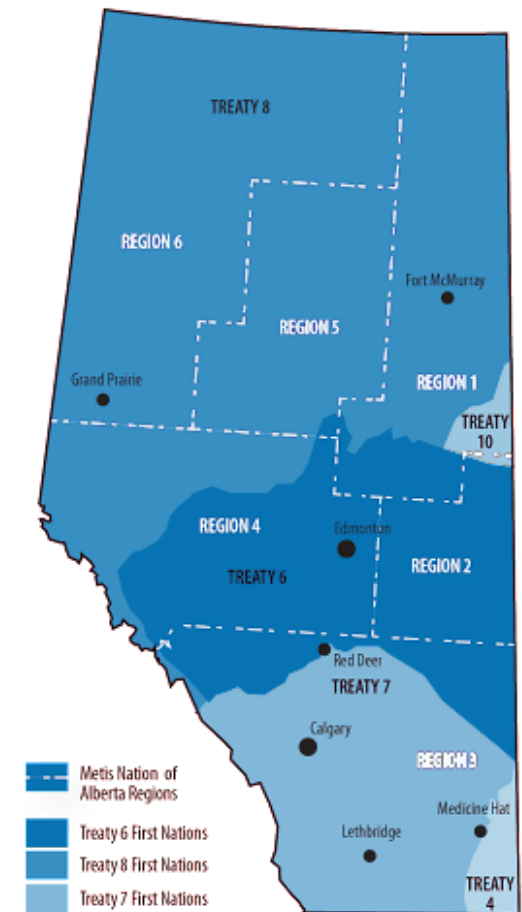 TREATY 8
REGION 6
Fort McMurray
REGION 5
Grand Prairie
REGION 1
TREATY
10
REGION 4
Edmonton
REGION 2
TREATY 6
Red Deer
TREATY 7
Calgary
REGION 3
Medicine Hat
Lethbridge
TREATY
4
Metis Nation of
Alberta Regions
Treaty 6 First Nations
Treaty 8 First Nations
Treaty 7 First Nations